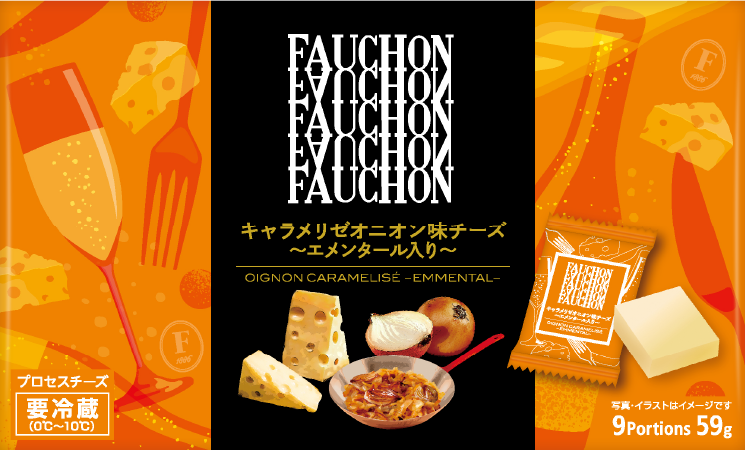 FAUCHON
FAUCHON
FAUCHON
FAUCHON
FAUCHON
キャラメリゼオニオン味チーズ
～エメンタール入り～
OIGNON CARAMELISÉ –EMMENTAL–
F
F
プロセスチーズ
要冷蔵
(0℃～10℃)
FAUCHON
FAUCHON
FAUCHON
キャラメリゼオニオン味チーズ
～エメンタール入り～
OIGNON CARAMELISÉ
–EMMENTAL–
写真・イラストはイメージです
9Portions 59g